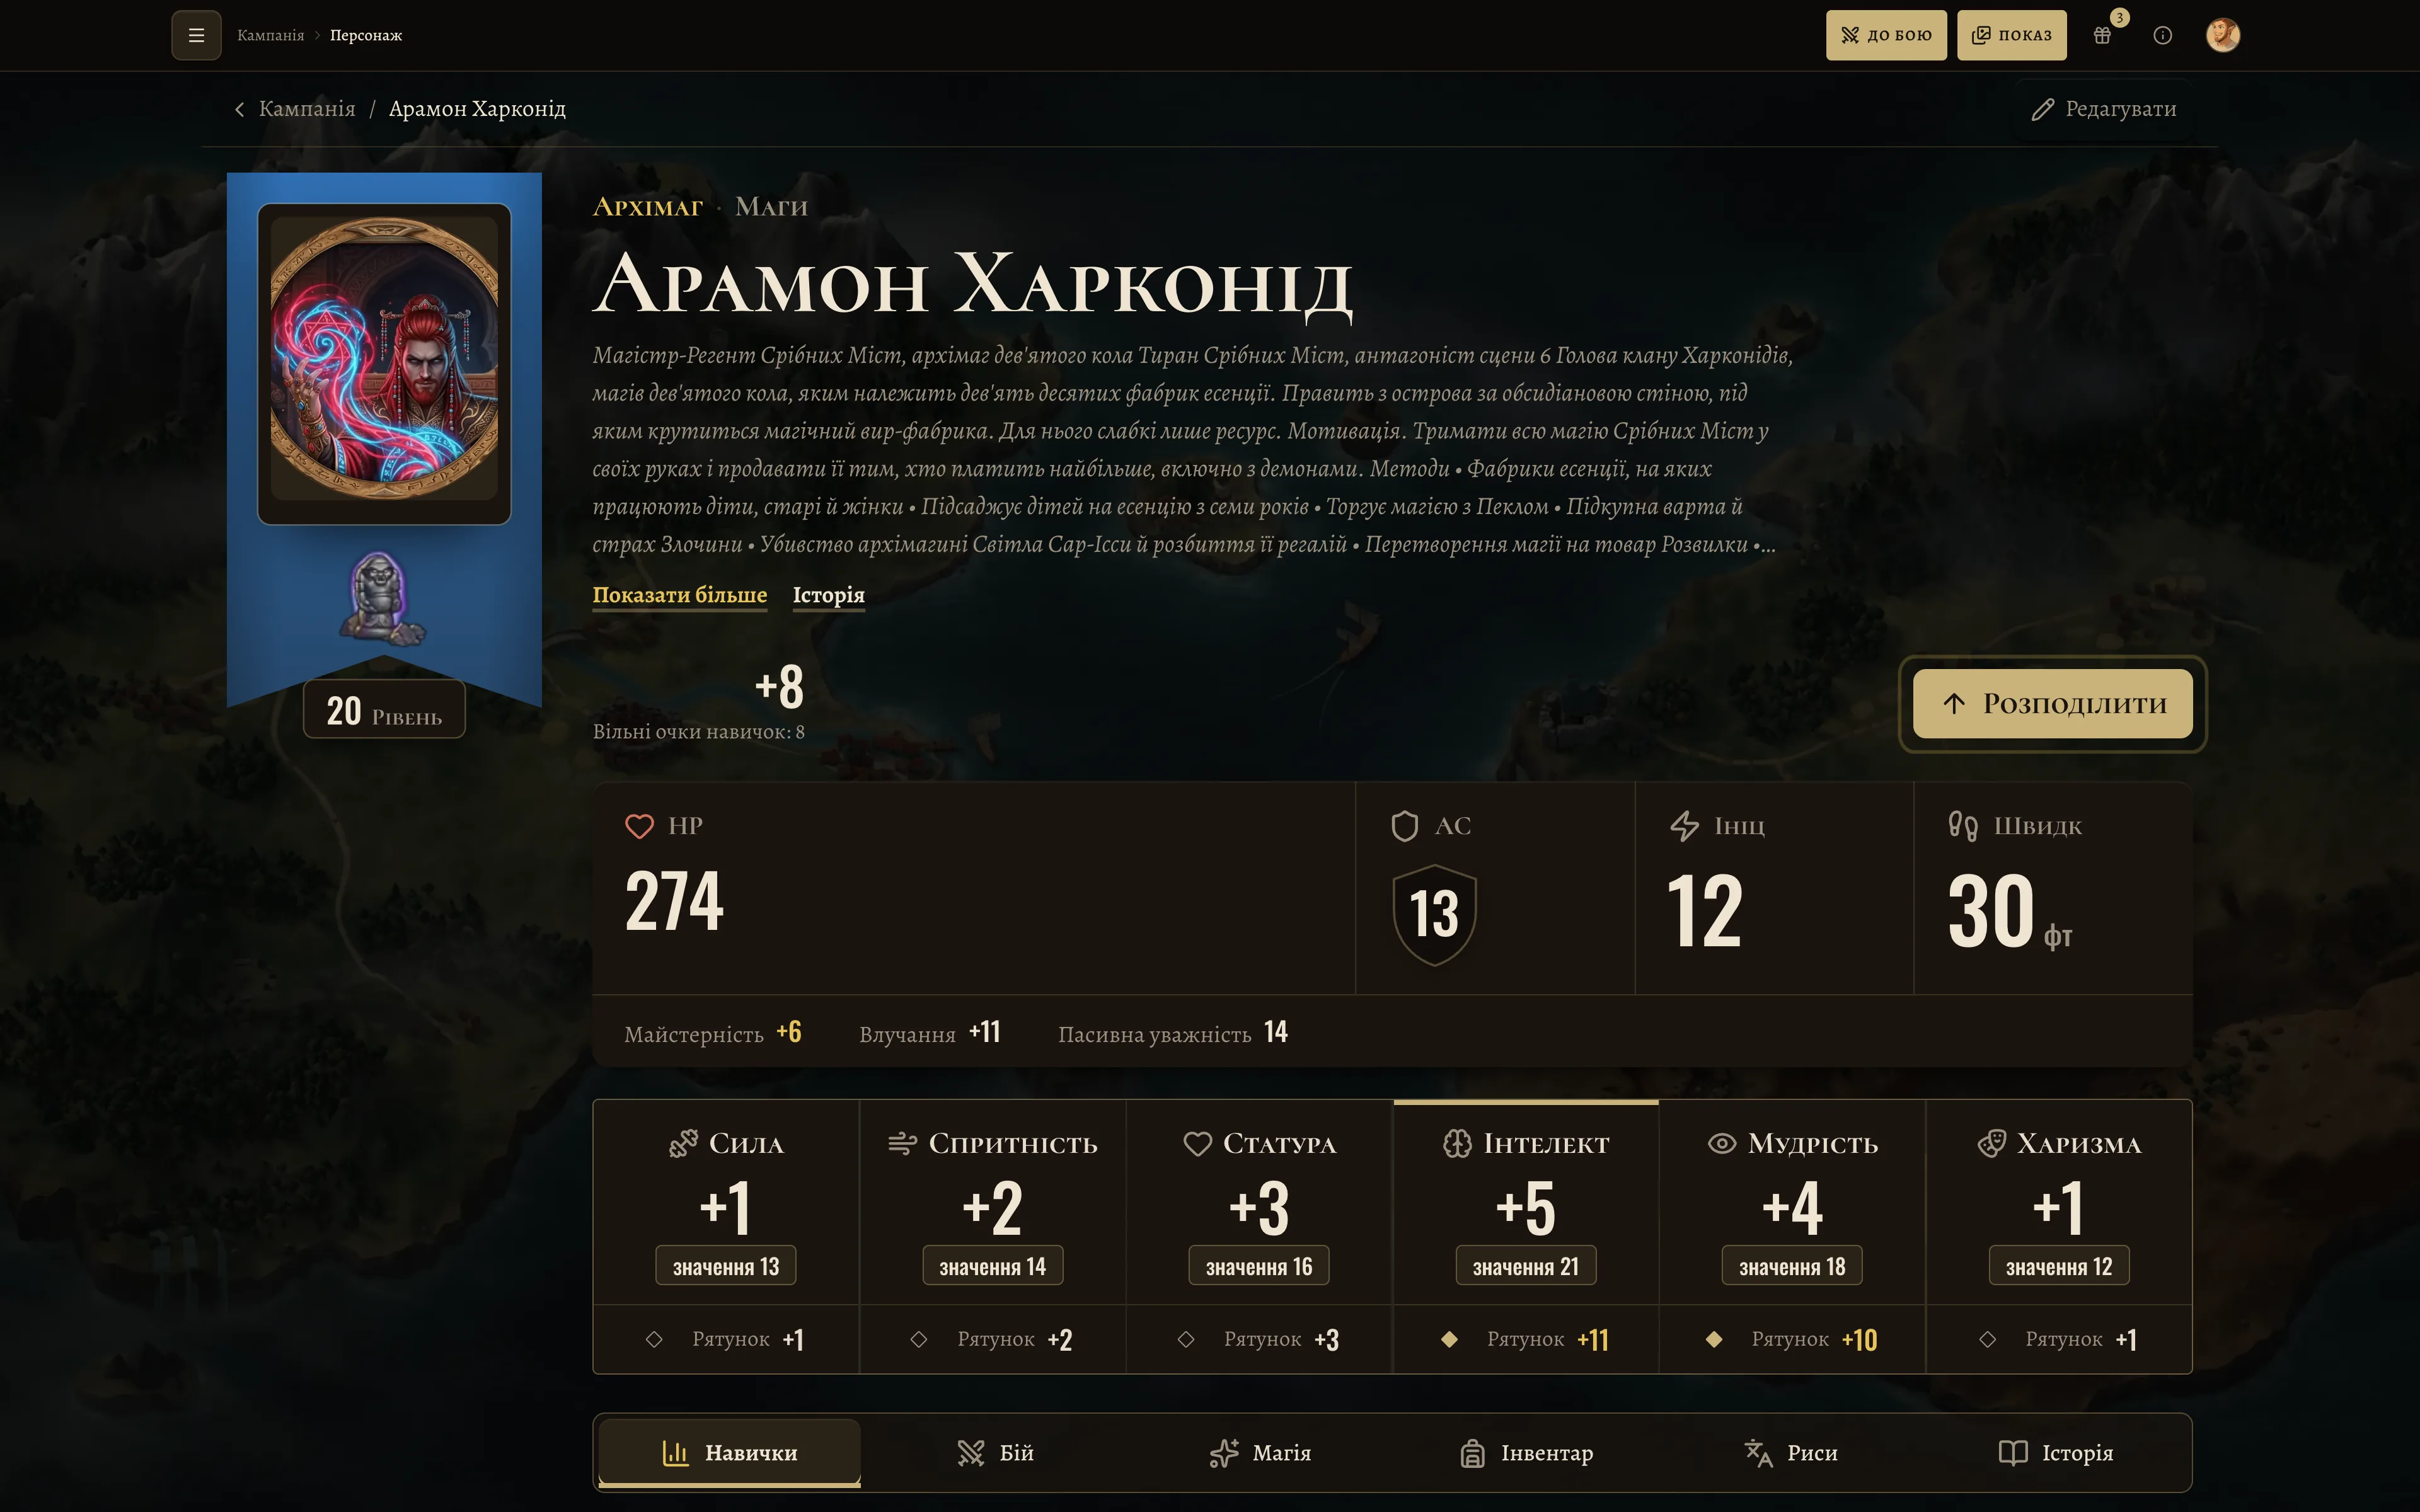 Кампанія > Персонаж
ДО БОЮ
ПОКАЗ
3
Кампанія / Арамон Харконід
Редагувати
Архімаг · Маги
Арамон Харконід
Магістр-Регент Срібних Міст, архімаг дев'ятого кола Тиран Срібних Міст, антагоніст сцени 6 Голова клану Харконідів,
магів дев'ятого кола, яким належить дев'ять десятих фабрик есенції. Править з острова за обсидіановою стіною, під
яким крутиться магічний вир-фабрика. Для нього слабкі лише ресурс. Мотивація. Тримати всю магію Срібних Міст у
своїх руках і продавати її тим, хто платить найбільше, включно з демонами. Методи • Фабрики есенції, на яких
працюють діти, старі й жінки • Підсаджує дітей на есенцію з семи років • Торгує магією з Пеклом • Підкупна варта й
страх Злочини • Убивство архімагині Світла Сар-Ісси й розбиття її регалій • Перетворення магії на товар Розвилки •...
Показати більше
Історія
20 Рівень
+8
Вільні очки навичок: 8
Розподілити
HP
274
AC
13
Ініц
12
Швидк
30 фт
Майстерність +6
Влучання +11
Пасивна уважність 14
Сила
+1
значення 13
Рятунок +1
Спритність
+2
значення 14
Рятунок +2
Статура
+3
значення 16
Рятунок +3
Інтелект
+5
значення 21
Рятунок +11
Мудрість
+4
значення 18
Рятунок +10
Харизма
+1
значення 12
Рятунок +1
Навички
Бій
Магія
Інвентар
Риси
Історія